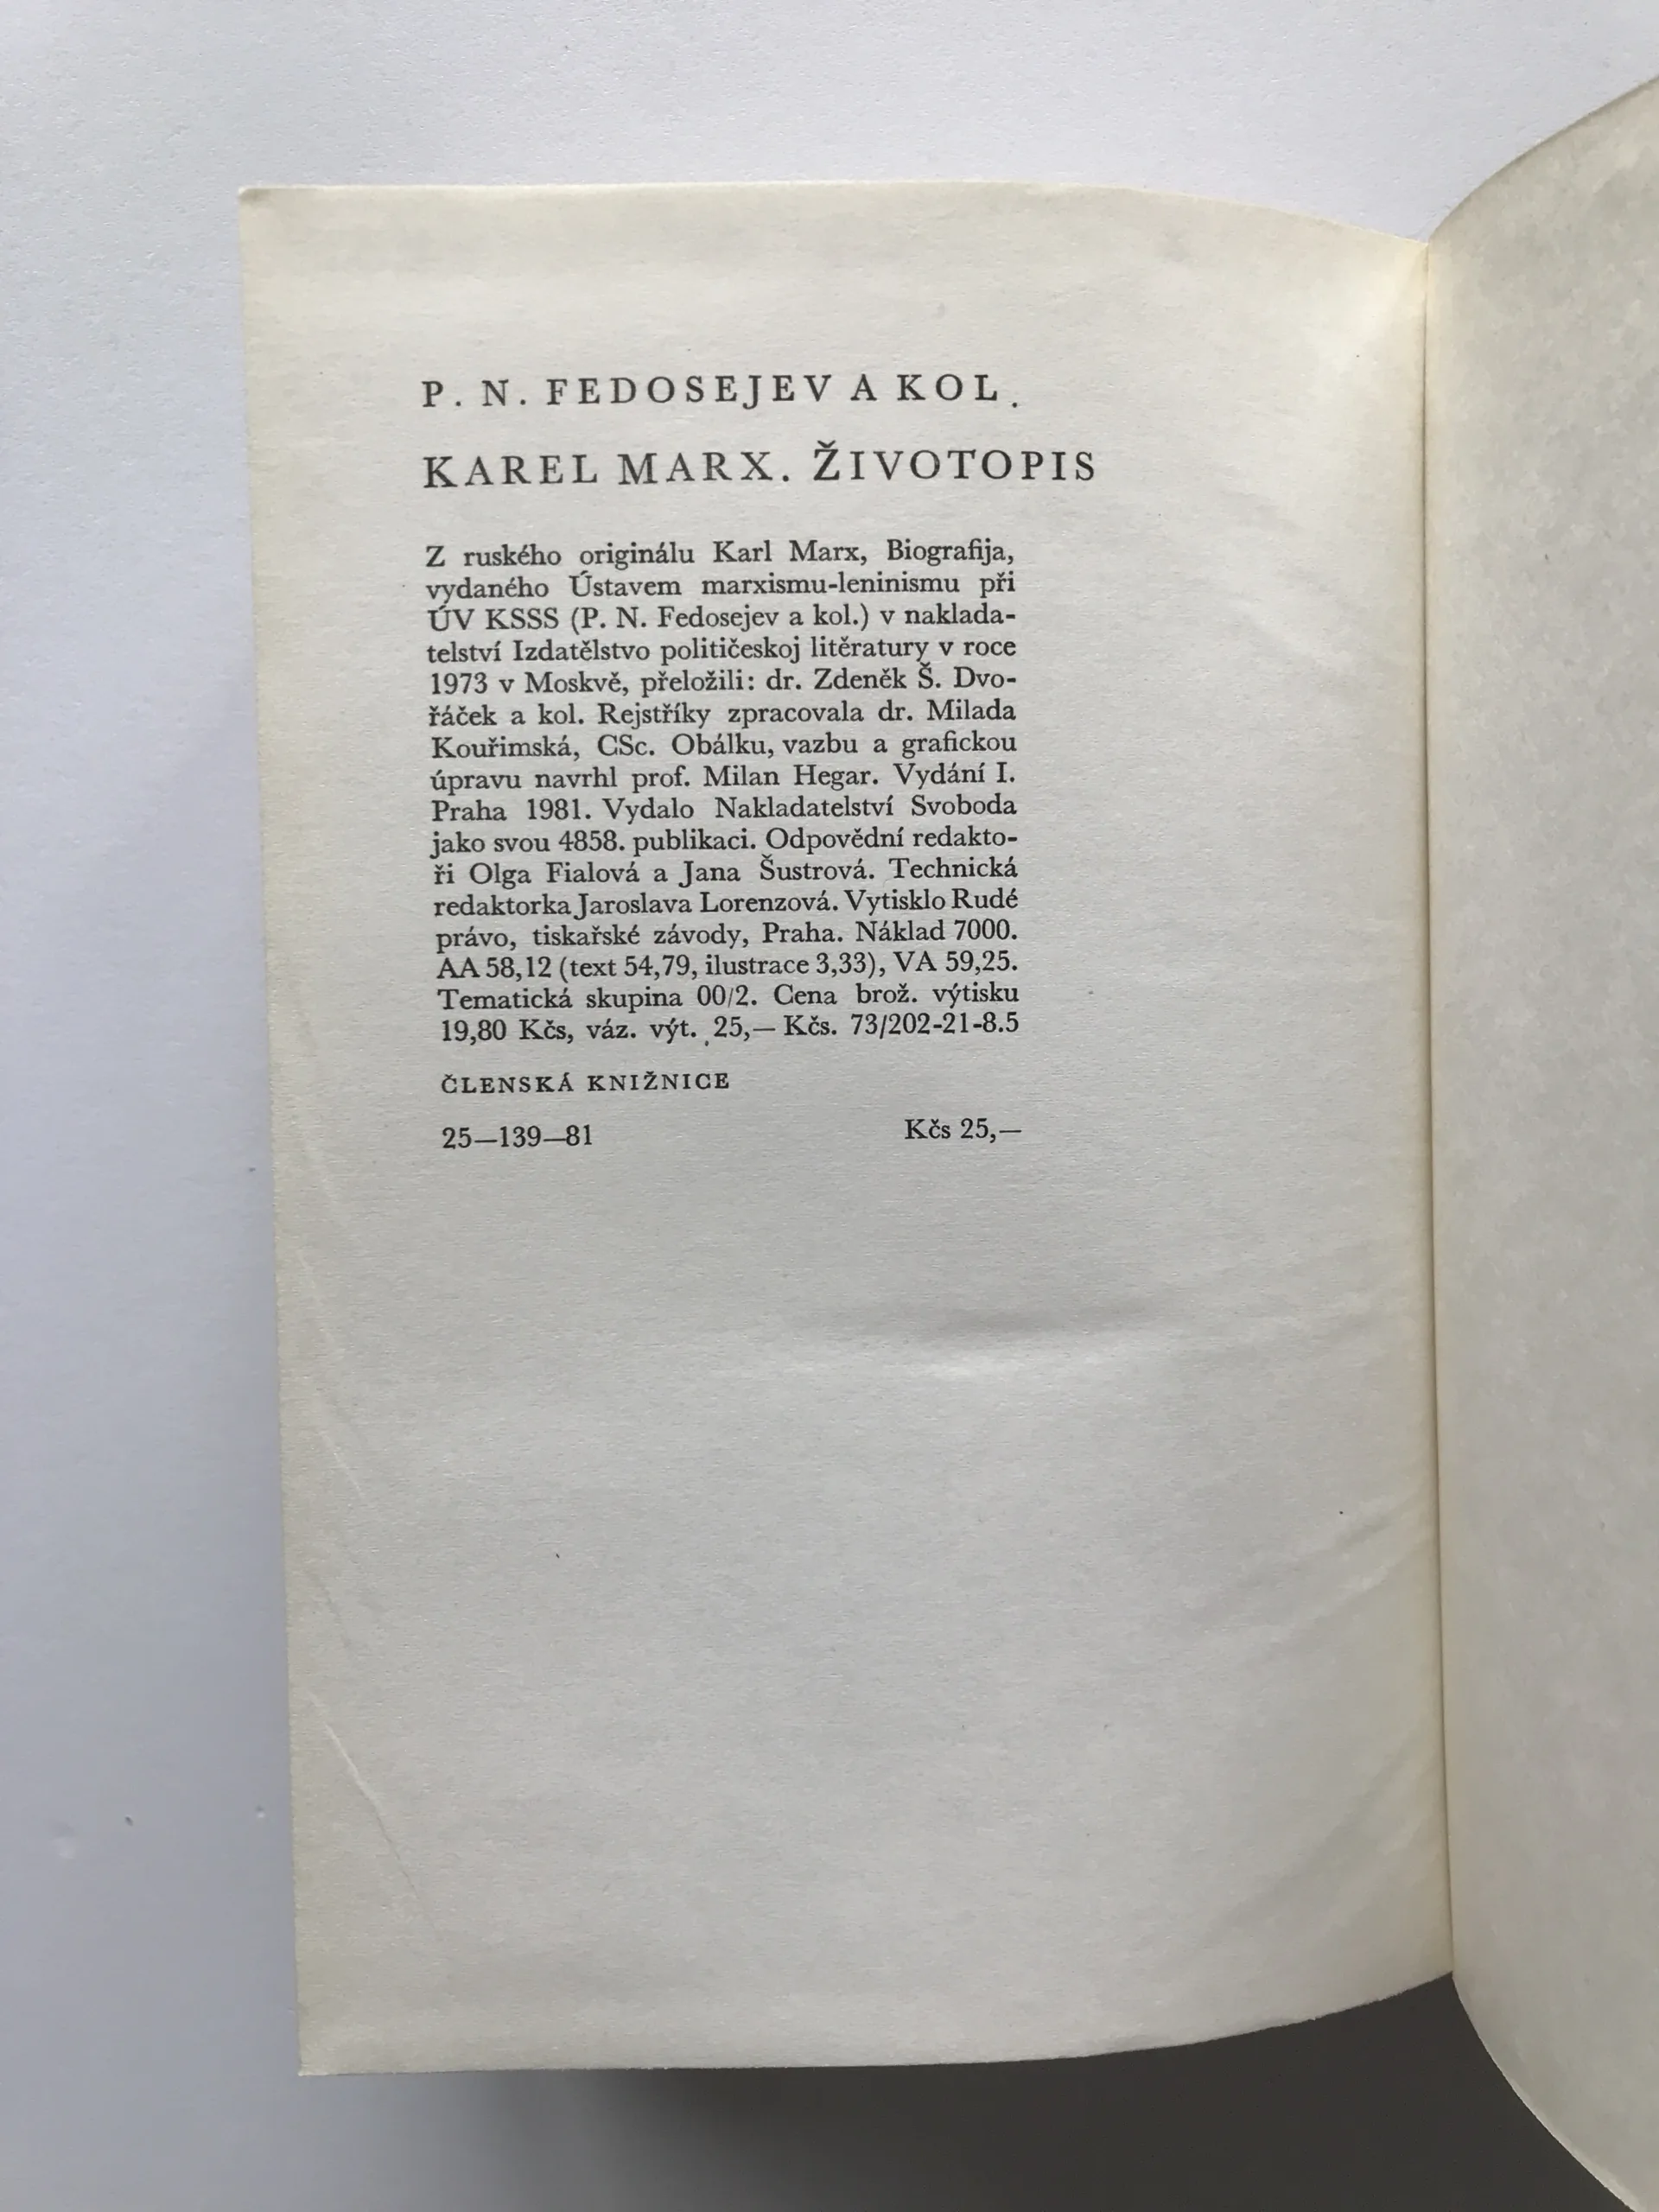 P. N. FEDOSEJEV A KOL.
KAREL MARX. ŽIVOTOPIS
Z ruského originálu Karl Marx, Biografija,
vydaného Ústavem marxismu-leninismu při
ÚV KSSS (P. N. Fedosejev a kol.) v naklada-
telství Izdatělstvo političeskoj litěratury v roce
1973 v Moskvě, přeložili: dr. Zdeněk Š. Dvo-
řáček a kol. Rejstříky zpracovala dr. Milada
Kouřimská, CSc. Obálku, vazbu a grafickou
úpravu navrhl prof. Milan Hegar. Vydání I.
Praha 1981. Vydalo Nakladatelství Svoboda
jako svou 4858. publikaci. Odpovědní redakto-
ři Olga Fialová a Jana Šustrová. Technická
redaktorka Jaroslava Lorenzová. Vytisklo Rudé
právo, tiskařské závody, Praha. Náklad 7000.
AA 58,12 (text 54,79, ilustrace 3,33), VA 59,25.
Tematická skupina 00/2. Cena brož. výtisku
19,80 Kčs, váz. výt. 25,— Kčs. 73/202-21-8.5
ČLENSKÁ KNIŽNICE
25—139—81 Kčs 25,—